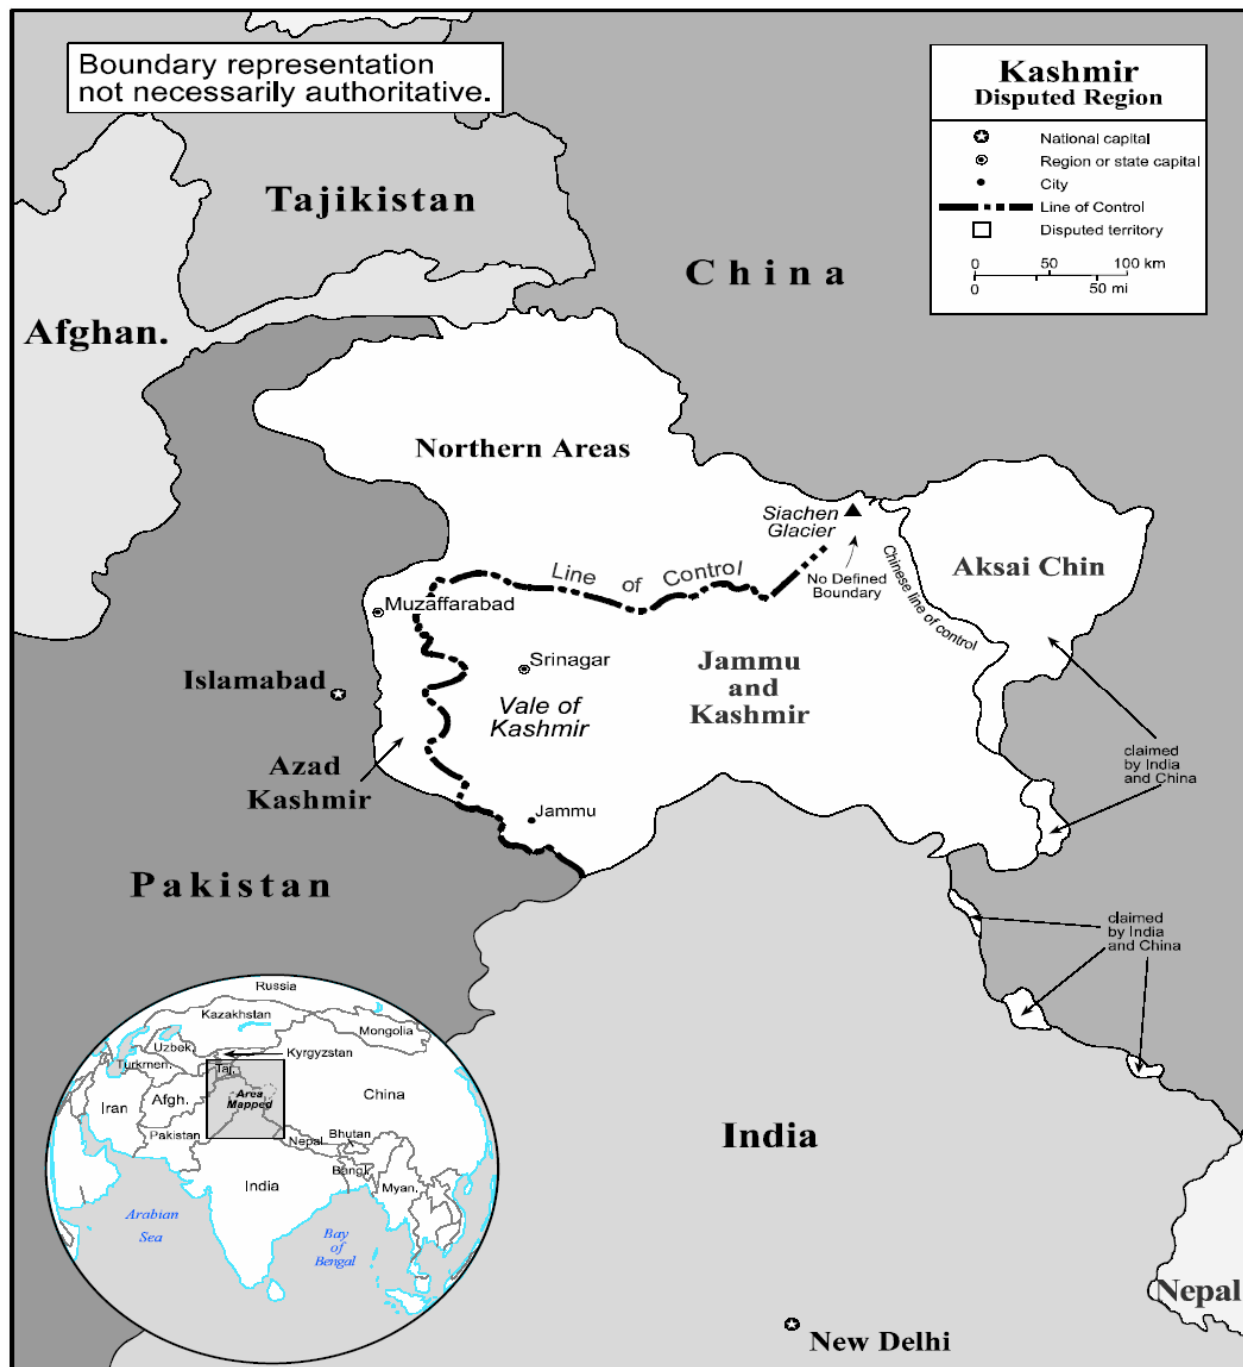 Boundary representation
not necessarily authoritative.
Kashmir
Disputed Region
National capital
Region or state capital
City
Line of Control
Disputed territory
0 50 100 km
0 50 mi
Tajikistan
China
Afghan.
Northern Areas
Siachen
Glacier
Aksai Chin
Line of Control
No Defined
Boundary
Chinese line of control
Muzaffarabad
Srinagar
Jammu
and
Kashmir
Islamabad
Vale of
Kashmir
claimed
by India
and China
Azad
Kashmir
Jammu
Pakistan
claimed
by India
and China
Russia
Kazakhstan
Mongolia
Uzbek.
Kyrgyzstan
Turkmen.
Taj.
Area
Mapped
China
Iran
Afgh.
Pakistan
Nepal
Bhutan
Bangl.
India
Myan.
Arabian
Sea
Bay
of
Bengal
India
Nepal
New Delhi